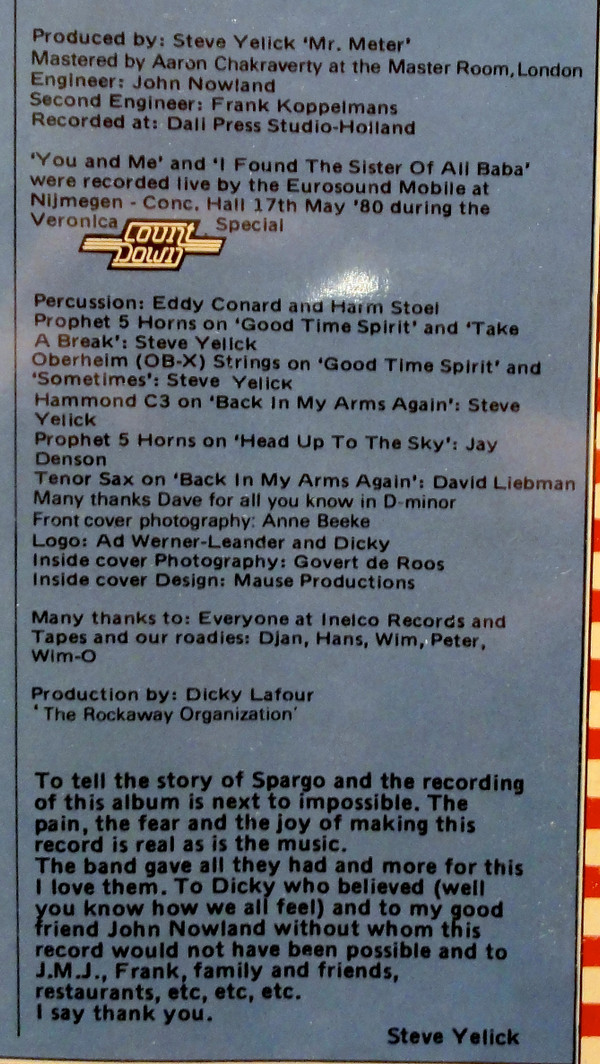 Produced by: Steve Yelick 'Mr. Meter'
Mastered by Aaron Chakraverty at the Master Room, London
Engineer: John Nowland
Second Engineer: Frank Koppelmans
Recorded at: Dali Press Studio-Holland
'You and Me' and 'I Found The Sister Of Ali Baba'
were recorded live by the Eurosound Mobile at
Nijmegen - Conc. Hall 17th May '80 during the
Veronica Count Down Special
Percussion: Eddy Conard and Harm Stoel
Prophet 5 Horns on 'Good Time Spirit' and 'Take
A Break': Steve Yelick
Oberheim (OB-X) Strings on 'Good Time Spirit' and
'Sometimes': Steve Yelick
Hammond C3 on 'Back In My Arms Again': Steve
Yelick
Prophet 5 Horns on 'Head Up To The Sky': Jay
Denson
Tenor Sax on 'Back In My Arms Again': David Liebman
Many thanks Dave for all you know in D-minor
Front cover photography: Anne Beeke
Logo: Ad Werner-Leander and Dicky
Inside cover Photography: Govert de Roos
Inside cover Design: Mause Productions
Many thanks to: Everyone at Inelco Records and
Tapes and our roadies: Djan, Hans, Wim, Peter,
Wim-O
Production by: Dicky Lafour
'The Rockaway Organization'
To tell the story of Spargo and the recording
of this album is next to impossible. The
pain, the fear and the joy of making this
record is real as is the music.
The band gave all they had and more for this
I love them. To Dicky who believed (well
you know how we all feel) and to my good
friend John Nowland without whom this
record would not have been possible and to
J.M.J., Frank, family and friends,
restaurants, etc, etc, etc.
I say thank you.
Steve Yelick